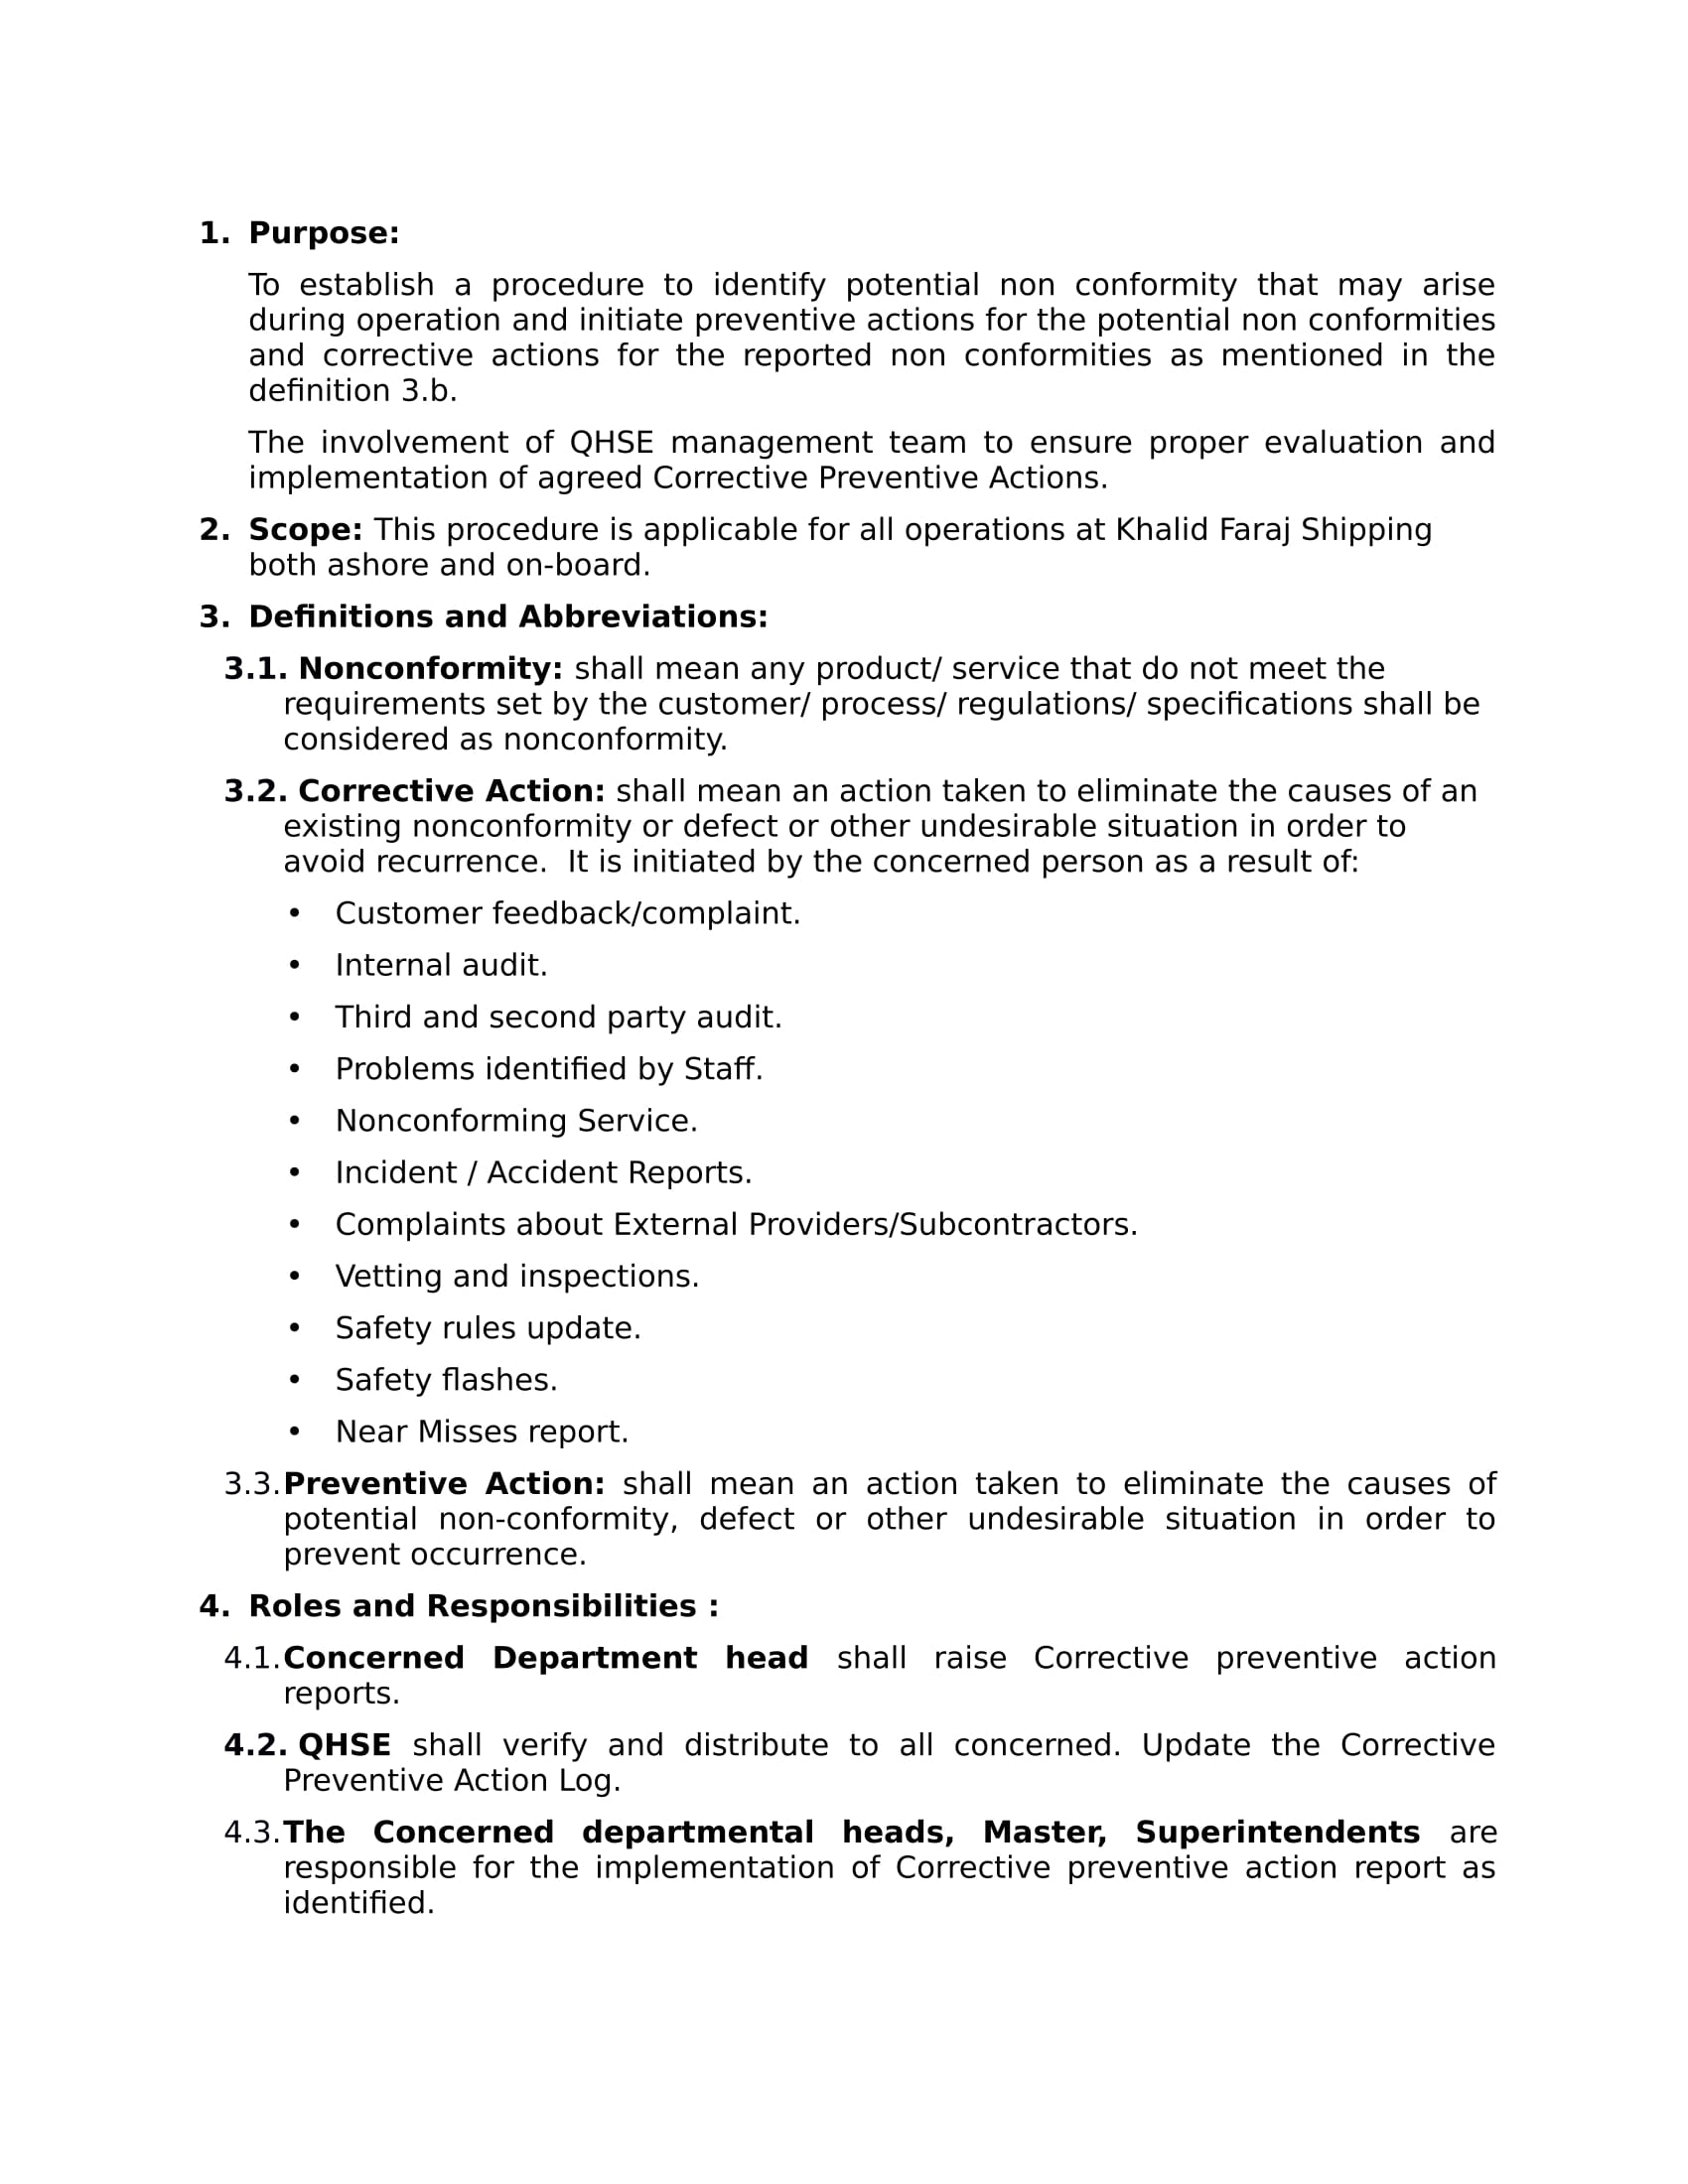 1. Purpose:
To establish a procedure to identify potential non conformity that may arise
during operation and initiate preventive actions for the potential non conformities
and corrective actions for the reported non conformities as mentioned in the
definition 3.b.
The involvement of QHSE management team to ensure proper evaluation and
implementation of agreed Corrective Preventive Actions.
2. Scope: This procedure is applicable for all operations at Khalid Faraj Shipping
both ashore and on-board.
3. Definitions and Abbreviations:
3.1. Nonconformity: shall mean any product/ service that do not meet the
requirements set by the customer/ process/ regulations/ specifications shall be
considered as nonconformity.
3.2. Corrective Action: shall mean an action taken to eliminate the causes of an
existing nonconformity or defect or other undesirable situation in order to
avoid recurrence.  It is initiated by the concerned person as a result of:
• Customer feedback/complaint.
• Internal audit.
• Third and second party audit.
• Problems identified by Staff.
• Nonconforming Service.
• Incident / Accident Reports.
• Complaints about External Providers/Subcontractors.
• Vetting and inspections.
• Safety rules update.
• Safety flashes.
• Near Misses report.
3.3.Preventive Action: shall mean an action taken to eliminate the causes of
potential non-conformity, defect or other undesirable situation in order to
prevent occurrence.
4. Roles and Responsibilities :
4.1.Concerned Department head shall raise Corrective preventive action
reports.
4.2. QHSE shall verify and distribute to all concerned. Update the Corrective
Preventive Action Log.
4.3.The Concerned departmental heads, Master, Superintendents are
responsible for the implementation of Corrective preventive action report as
identified.